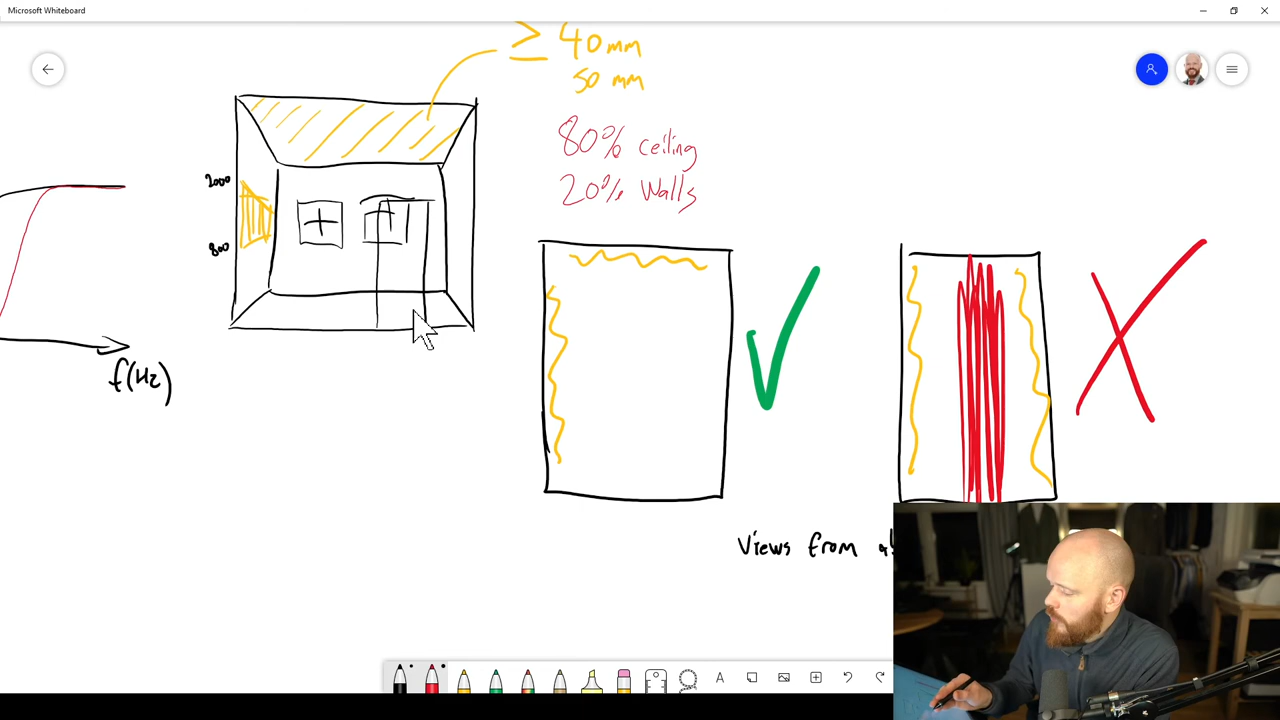 Microsoft Whiteboard
≥ 40mm
50 mm
80% ceiling
20% Walls
2000
800
f(Hz)
Views from
A